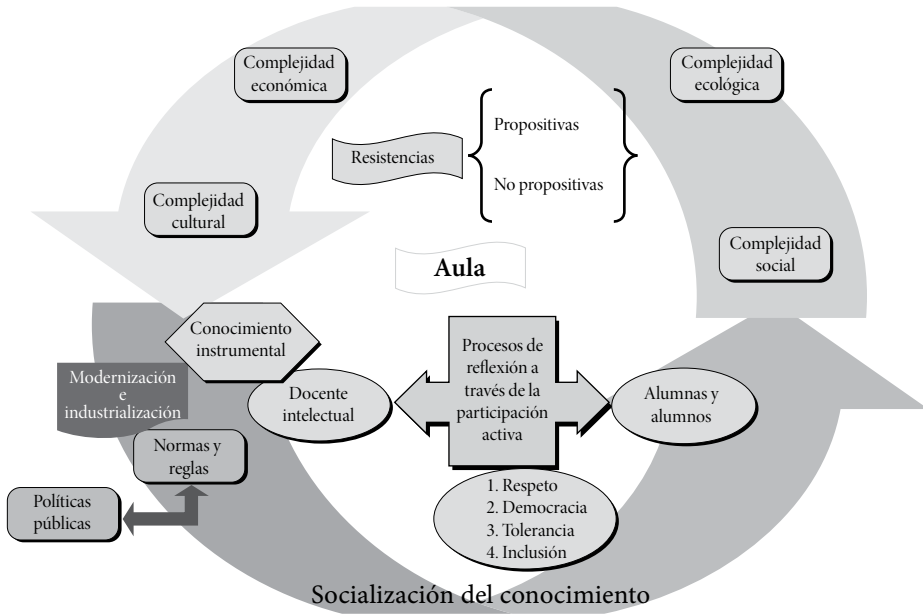 Complejidad
económica
Complejidad
ecológica
Resistencias
Propositivas
No propositivas
Complejidad
cultural
Complejidad
social
Aula
Conocimiento
instrumental
Modernización
e
industrialización
Docente
intelectual
Procesos de
reflexión a
través de la
participación
activa
Alumnas y
alumnos
Normas y
reglas
Políticas
públicas
1. Respeto
2. Democracia
3. Tolerancia
4. Inclusión
Socialización del conocimiento